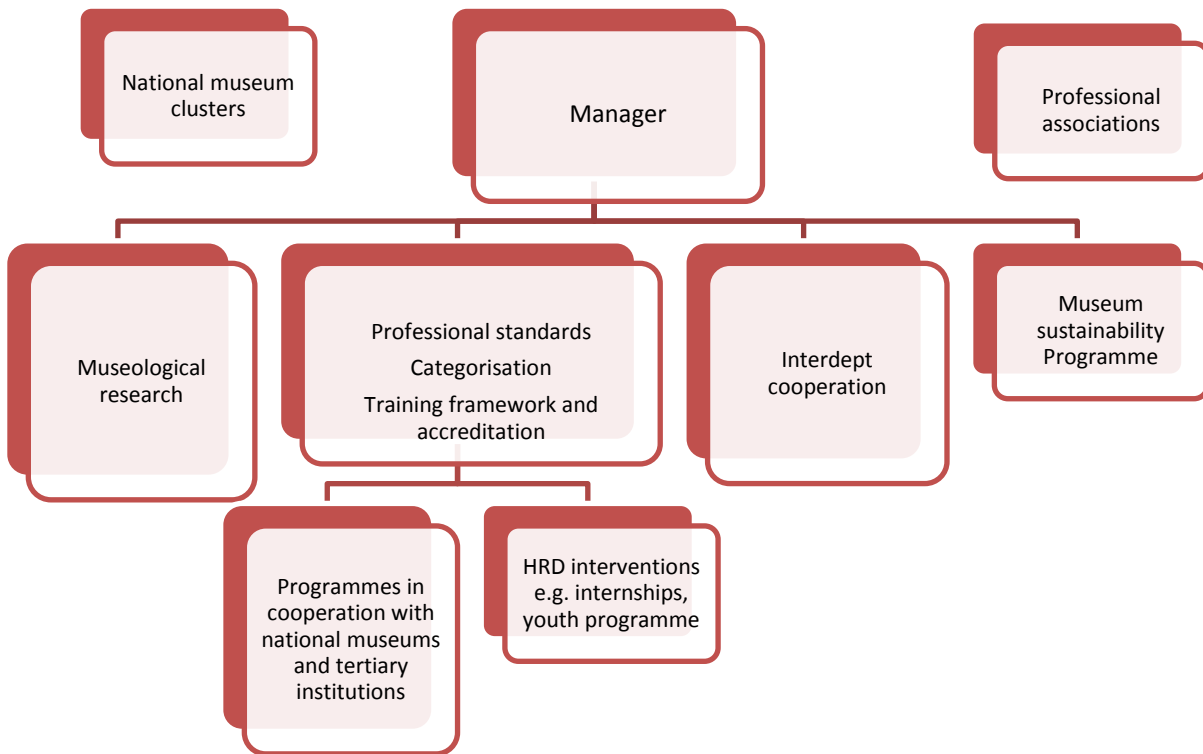 National museum
clusters
Manager
Professional
associations
Museological
research
Professional standards
Categorisation
Training framework and
accreditation
Interdept
cooperation
Museum
sustainability
Programme
Programmes in
cooperation with
national museums
and tertiary
institutions
HRD interventions
e.g. internships,
youth programme